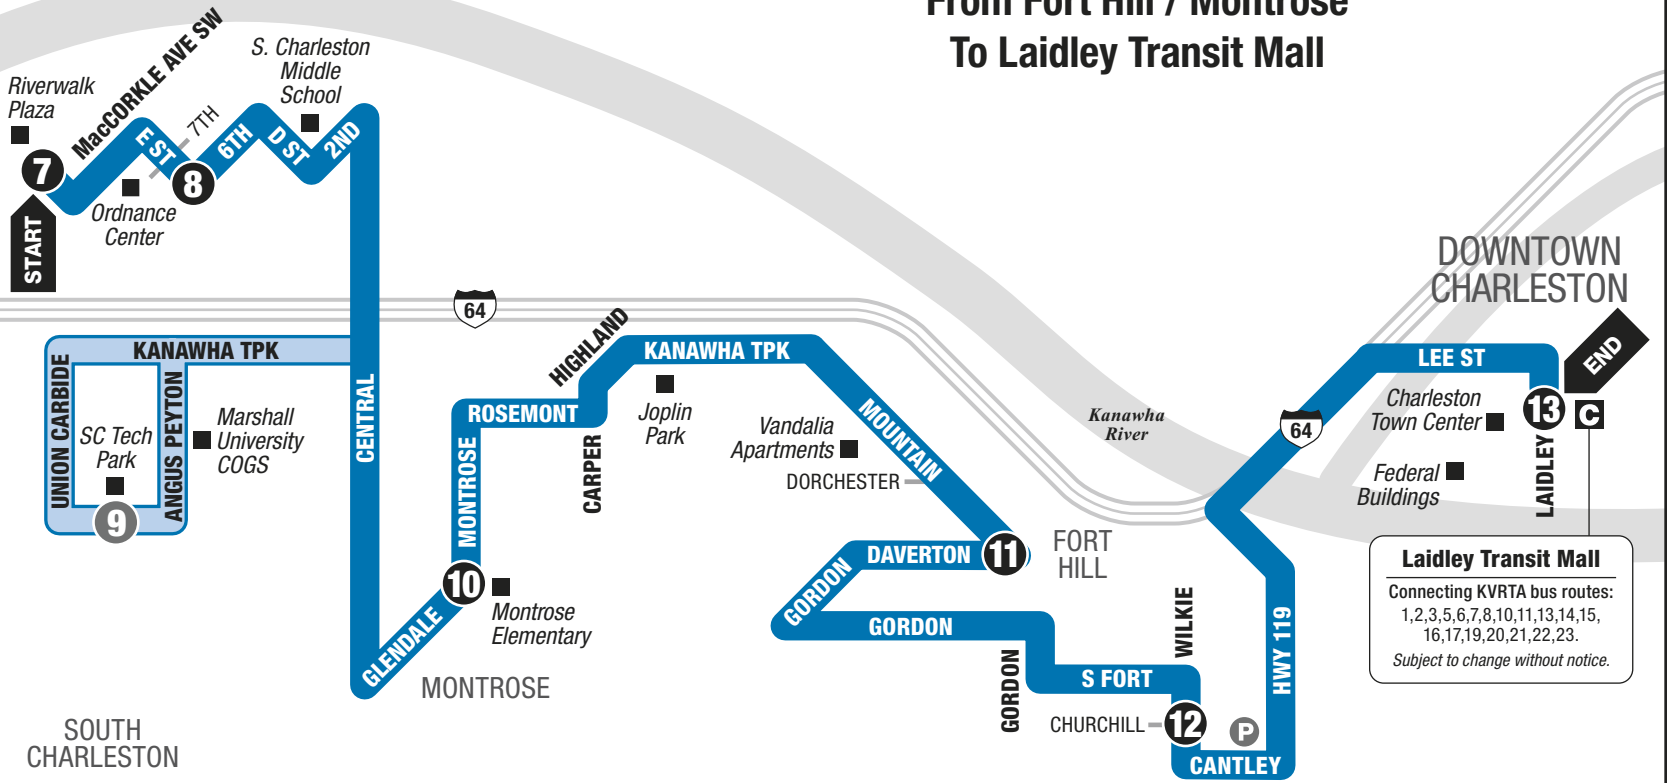 From Fort Hill / Montrose
To Laidley Transit Mall
MacCORKLE AVE SW
Riverwalk
Plaza
7
START
E ST
7TH
8
Ordnance
Center
6TH
D ST
S. Charleston
Middle
School
2ND
64
KANAWHA TPK
UNION CARBIDE
SC Tech
Park
9
ANGUS PEYTON
Marshall
University
COGS
CENTRAL
GLENDALE
10
Montrose
Elementary
MONTROSE
MONTROSE
ROSEMONT
CARPER
HIGHLAND
KANAWHA TPK
Joplin
Park
MOUNTAIN
Vandalia
Apartments
DORCHESTER
11
FORT
HILL
DAVERTON
GORDON
GORDON
GORDON
S FORT
WILKIE
CHURCHILL
12
P
CANTLEY
HWY 119
Kanawha
River
64
LEE ST
DOWNTOWN
CHARLESTON
END
13
C
Charleston
Town Center
Federal
Buildings
LAIDLEY
Laidley Transit Mall
Connecting KVRTA bus routes:
1,2,3,5,6,7,8,10,11,13,14,15,
16,17,19,20,21,22,23.
Subject to change without notice.
SOUTH
CHARLESTON